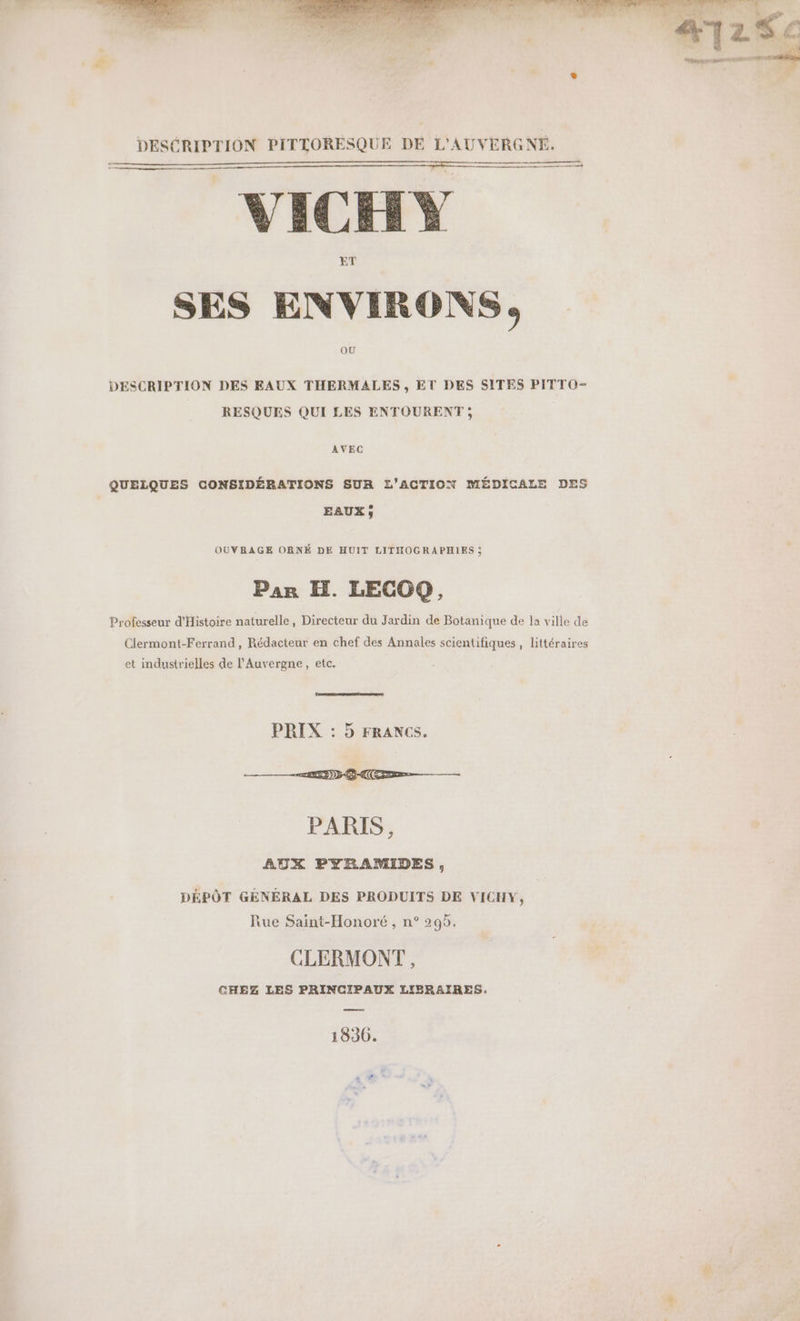 DESCRIPTION PITTORESQUE DE L'AUVERGNE.
VICHY
ET
SES ENVIRONS,
OU
DESCRIPTION DES EAUX THERMALES, ET DES SITES PITTO-
RESQUES QUI LES ENTOURENT;
AVEC
QUELQUES CONSIDÉRATIONS SUR L'ACTION MÉDICALE DES
EAUX;
OUVRAGE ORNÉ DE HUIT LITHOGRAPHIES;
Par H. LECOQ,
Professeur d'Histoire naturelle, Directeur du Jardin de Botanique de la ville de
Clermont-Ferrand, Rédacteur en chef des Annales scientifiques, littéraires
et industrielles de l'Auvergne, etc.
PRIX : 5 FRANCS.
PARIS,
AUX PYRAMIDES,
DÉPÔT GÉNÉRAL DES PRODUITS DE VICHY,
Rue Saint-Honoré, n° 295.
CLERMONT,
CHEZ LES PRINCIPAUX LIBRAIRES.
1836.